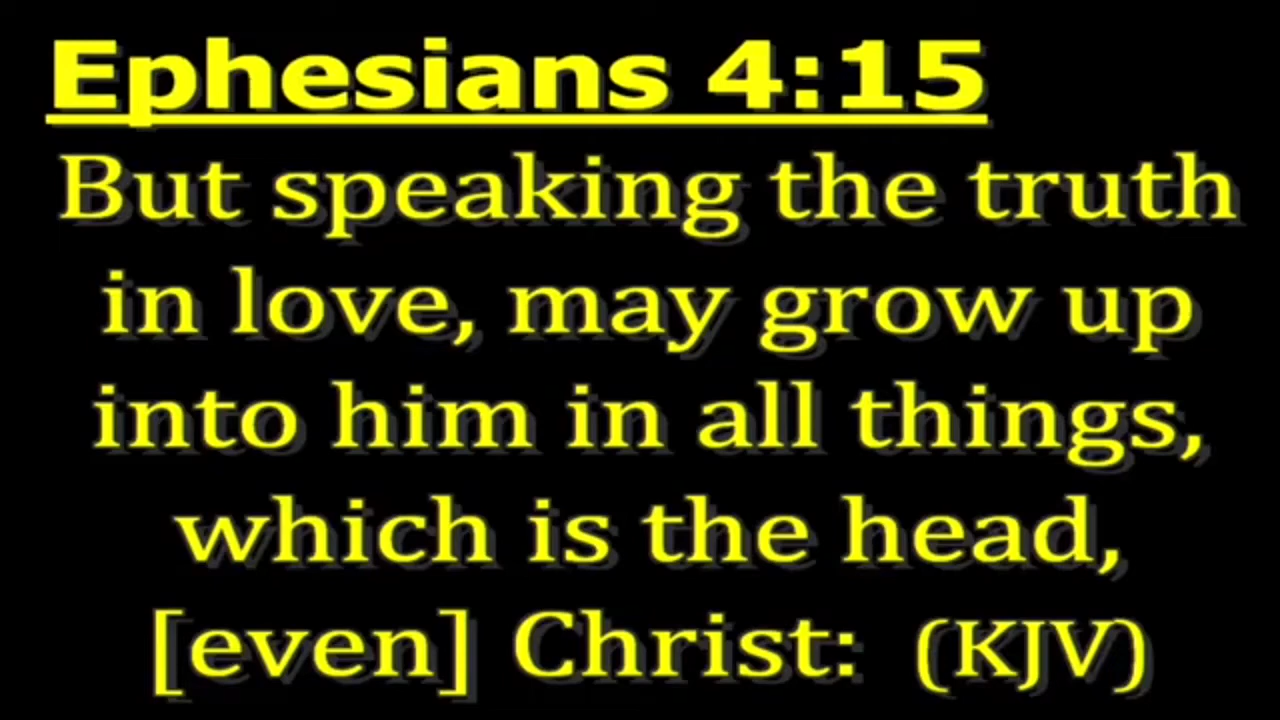 Ephesians 4:15
But speaking the truth
in love, may grow up
into him in all things,
which is the head,
[even] Christ: (KJV)